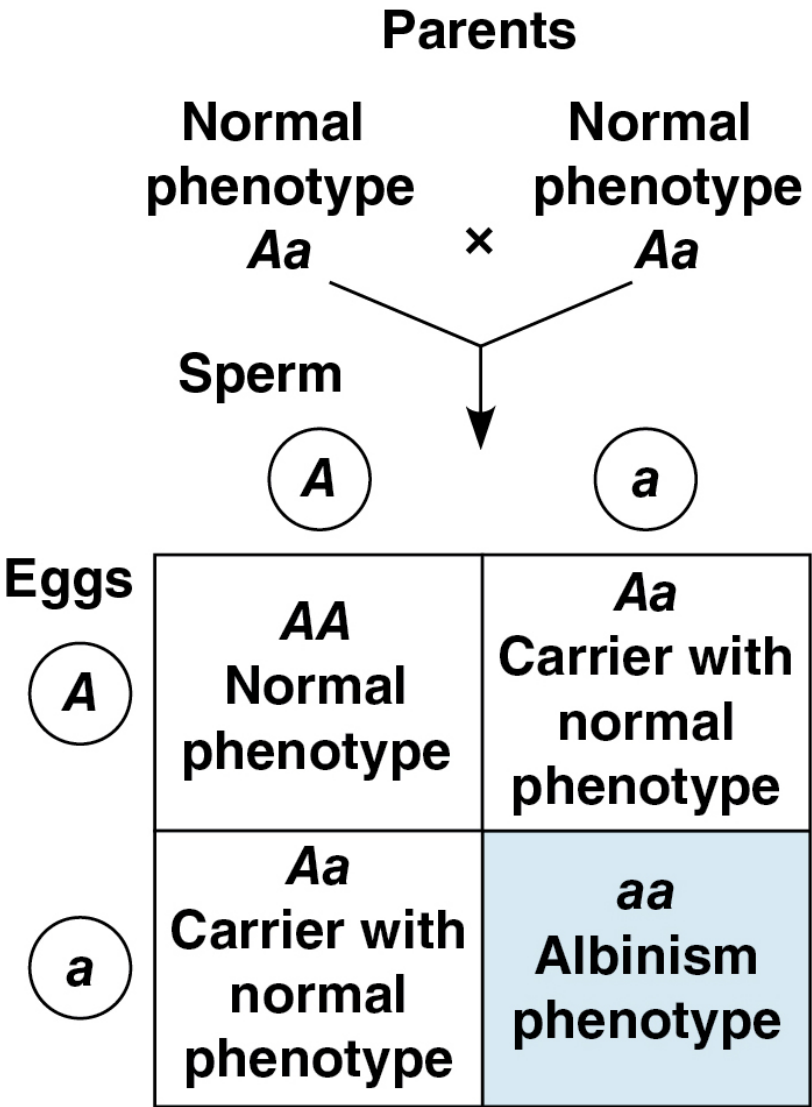 Parents
Normal phenotype Aa
×
Normal phenotype Aa
Sperm
A
a
Eggs
A
AA
Normal
phenotype
Aa
Carrier with
normal
phenotype
a
Aa
Carrier with
normal
phenotype
aa
Albinism
phenotype